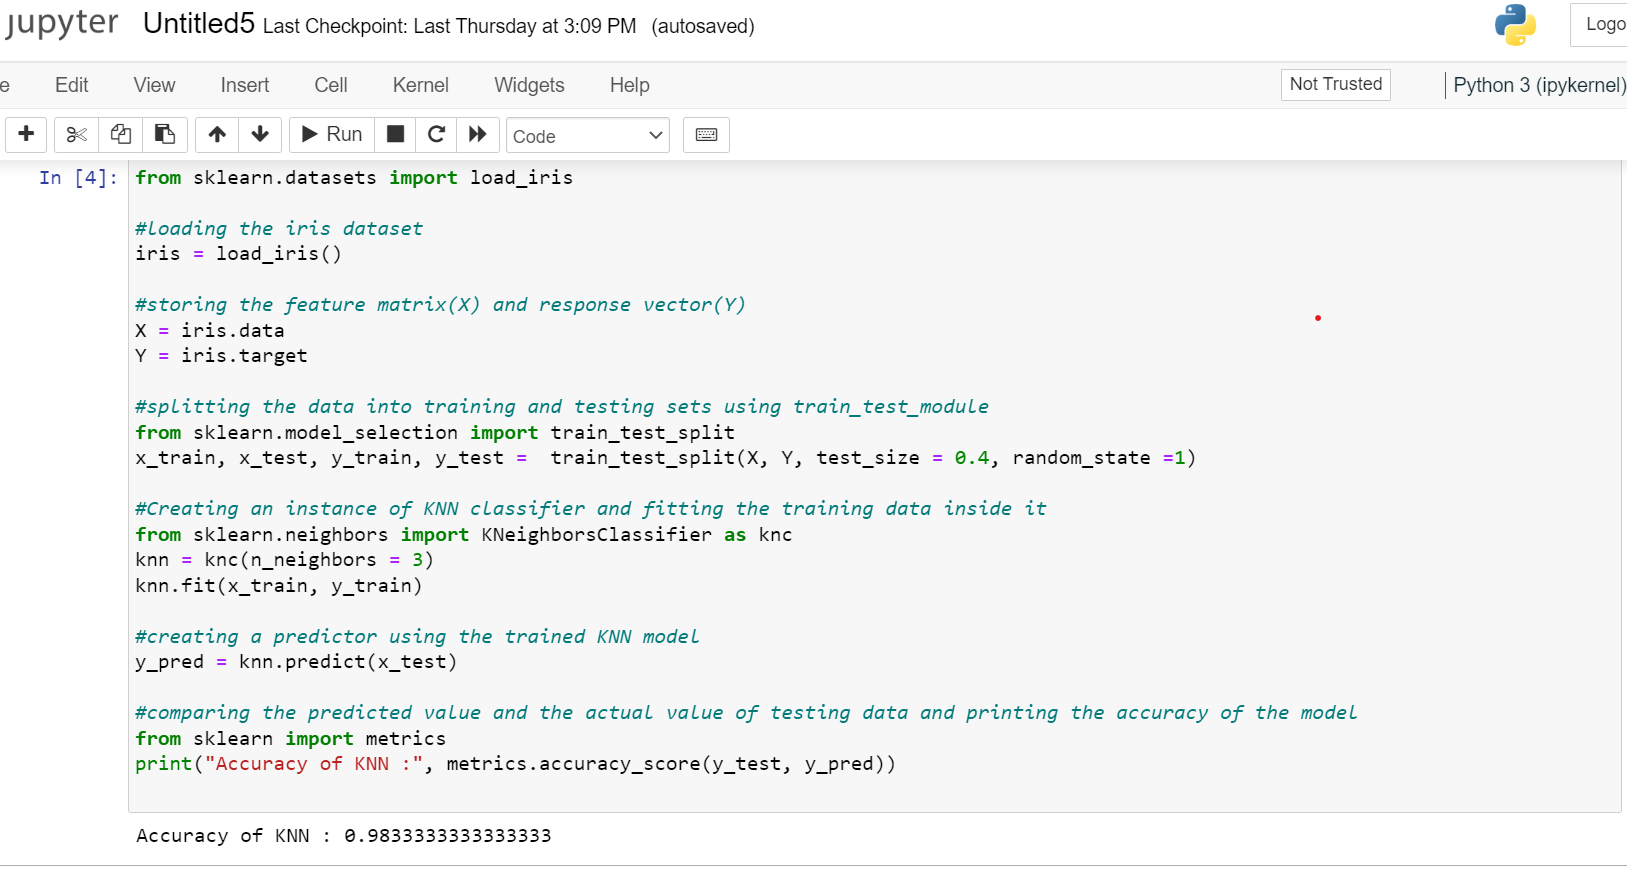 jupyter Untitled5 Last Checkpoint: Last Thursday at 3:09 PM (autosaved)
Logo
e Edit View Insert Cell Kernel Widgets Help Not Trusted Python 3 (ipykernel)
Run Code
In [4]: from sklearn.datasets import load_iris
#loading the iris dataset
iris = load_iris()
#storing the feature matrix(X) and response vector(Y)
X = iris.data
Y = iris.target
#splitting the data into training and testing sets using train_test_module
from sklearn.model_selection import train_test_split
x_train, x_test, y_train, y_test =  train_test_split(X, Y, test_size = 0.4, random_state =1)
#Creating an instance of KNN classifier and fitting the training data inside it
from sklearn.neighbors import KNeighborsClassifier as knc
knn = knc(n_neighbors = 3)
knn.fit(x_train, y_train)
#creating a predictor using the trained KNN model
y_pred = knn.predict(x_test)
#comparing the predicted value and the actual value of testing data and printing the accuracy of the model
from sklearn import metrics
print("Accuracy of KNN :", metrics.accuracy_score(y_test, y_pred))
Accuracy of KNN : 0.9833333333333333